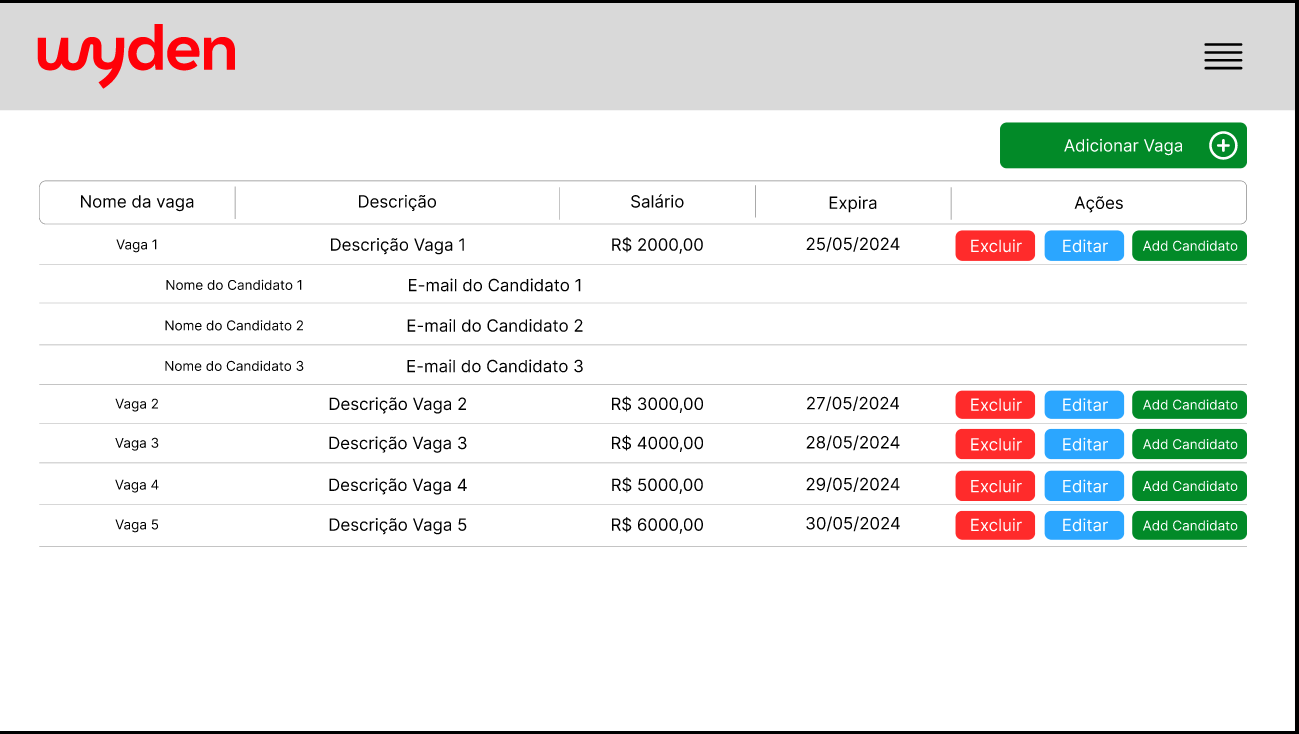 wyden
Adicionar Vaga
Nome da vaga Descrição Salário Expira Ações
Vaga 1 Descrição Vaga 1 R$ 2000,00 25/05/2024 Excluir Editar Add Candidato
Nome do Candidato 1 E-mail do Candidato 1
Nome do Candidato 2 E-mail do Candidato 2
Nome do Candidato 3 E-mail do Candidato 3
Vaga 2 Descrição Vaga 2 R$ 3000,00 27/05/2024 Excluir Editar Add Candidato
Vaga 3 Descrição Vaga 3 R$ 4000,00 28/05/2024 Excluir Editar Add Candidato
Vaga 4 Descrição Vaga 4 R$ 5000,00 29/05/2024 Excluir Editar Add Candidato
Vaga 5 Descrição Vaga 5 R$ 6000,00 30/05/2024 Excluir Editar Add Candidato